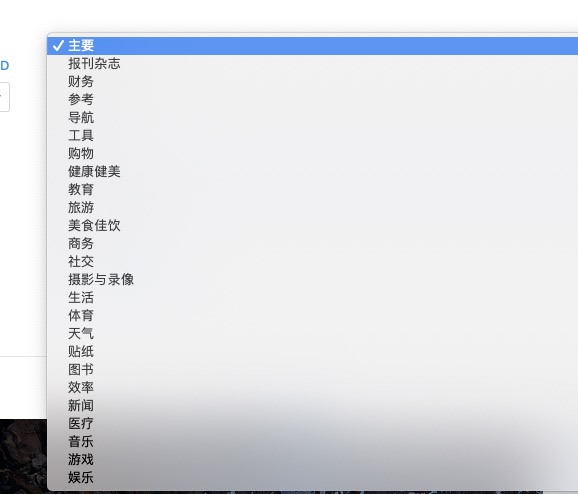 D
✓ 主要
报刊杂志
财务
参考
导航
工具
购物
健康健美
教育
旅游
美食佳饮
商务
社交
摄影与录像
生活
体育
天气
贴纸
图书
效率
新闻
医疗
音乐
游戏
娱乐